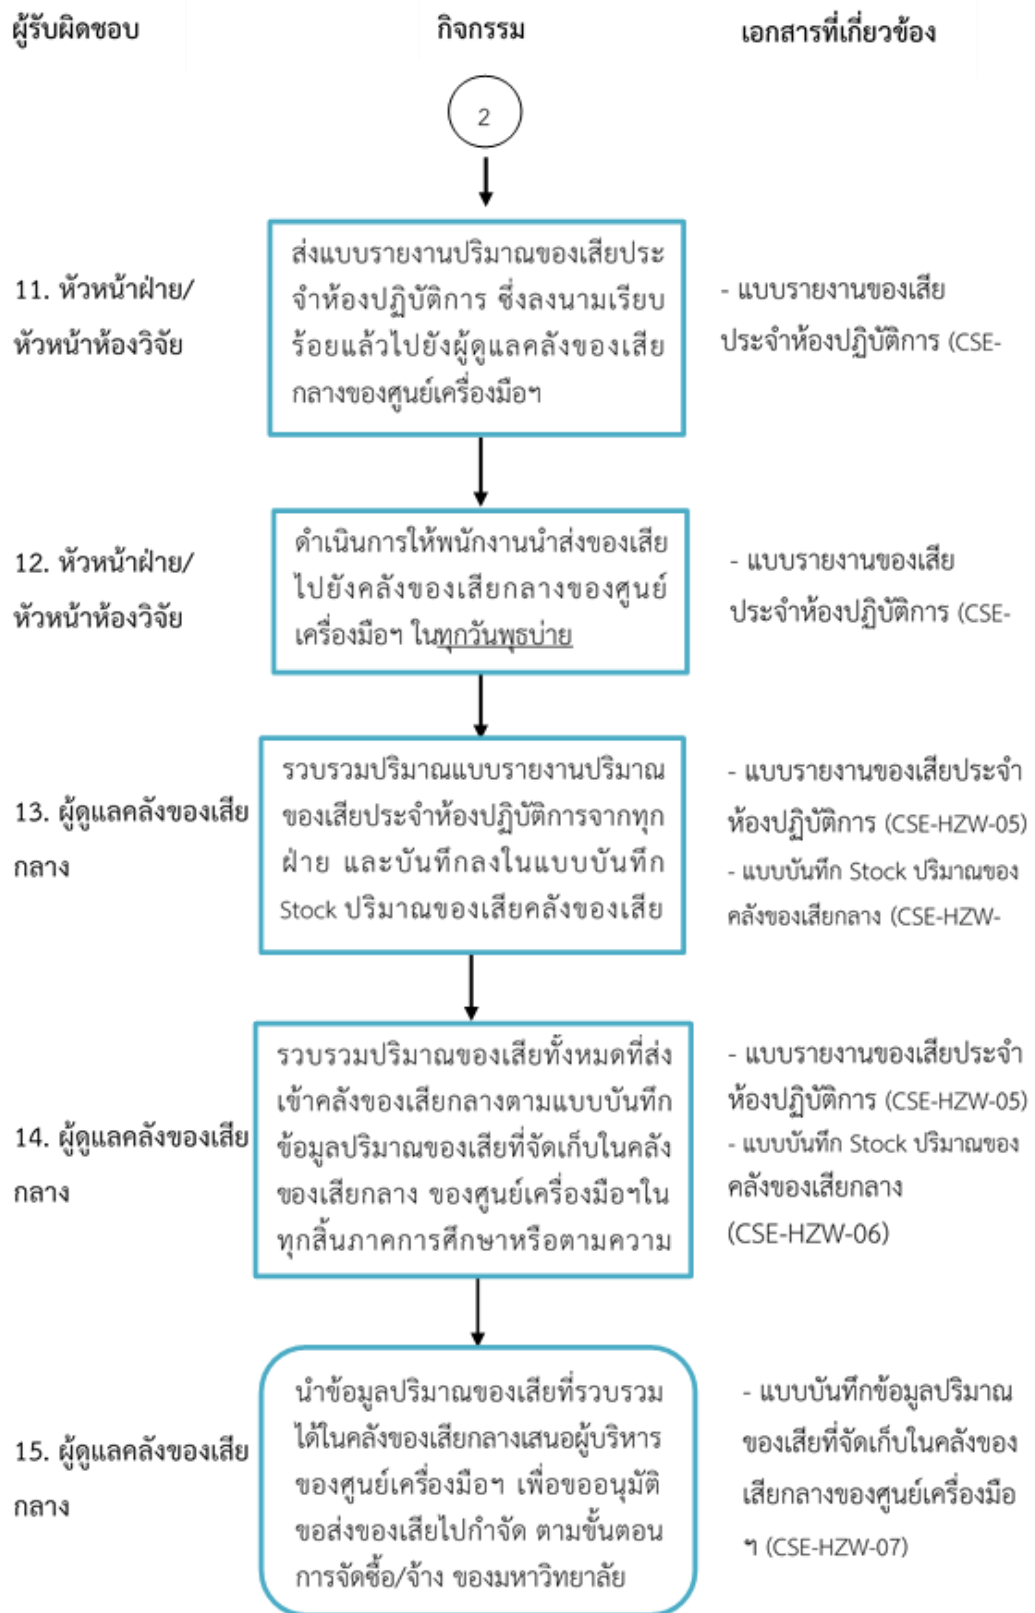 ผู้รับผิดชอบ
กิจกรรม
เอกสารที่เกี่ยวข้อง
2
11. หัวหน้าฝ่าย/
หัวหน้าห้องวิจัย
ส่งแบบรายงานปริมาณของเสียประ
จำห้องปฏิบัติการ ซึ่งลงนามเรียบ
ร้อยแล้วไปยังผู้ดูแลคลังของเสีย
กลางของศูนย์เครื่องมือฯ
- แบบรายงานของเสีย
ประจำห้องปฏิบัติการ (CSE-
12. หัวหน้าฝ่าย/
หัวหน้าห้องวิจัย
ดำเนินการให้พนักงานนำส่งของเสีย
ไปยังคลังของเสียกลางของศูนย์
เครื่องมือฯ ในทุกวันพุธบ่าย
- แบบรายงานของเสีย
ประจำห้องปฏิบัติการ (CSE-
13. ผู้ดูแลคลังของเสีย
กลาง
รวบรวมปริมาณแบบรายงานปริมาณ
ของเสียประจำห้องปฏิบัติการจากทุก
ฝ่าย และบันทึกลงในแบบบันทึก
Stock ปริมาณของเสียคลังของเสีย
- แบบรายงานของเสียประจำ
ห้องปฏิบัติการ (CSE-HZW-05)
- แบบบันทึก Stock ปริมาณของ
คลังของเสียกลาง (CSE-HZW-
14. ผู้ดูแลคลังของเสีย
กลาง
รวบรวมปริมาณของเสียทั้งหมดที่ส่ง
เข้าคลังของเสียกลางตามแบบบันทึก
ข้อมูลปริมาณของเสียที่จัดเก็บในคลัง
ของเสียกลาง ของศูนย์เครื่องมือฯใน
ทุกสิ้นภาคการศึกษาหรือตามความ
- แบบรายงานของเสียประจำ
ห้องปฏิบัติการ (CSE-HZW-05)
- แบบบันทึก Stock ปริมาณของ
คลังของเสียกลาง
(CSE-HZW-06)
15. ผู้ดูแลคลังของเสีย
กลาง
นำข้อมูลปริมาณของเสียที่รวบรวม
ได้ในคลังของเสียกลางเสนอผู้บริหาร
ของศูนย์เครื่องมือฯ เพื่อขออนุมัติ
ขอส่งของเสียไปกำจัด ตามขั้นตอน
การจัดซื้อ/จ้าง ของมหาวิทยาลัย
- แบบบันทึกข้อมูลปริมาณ
ของเสียที่จัดเก็บในคลังของ
เสียกลางของศูนย์เครื่องมือ
ฯ (CSE-HZW-07)